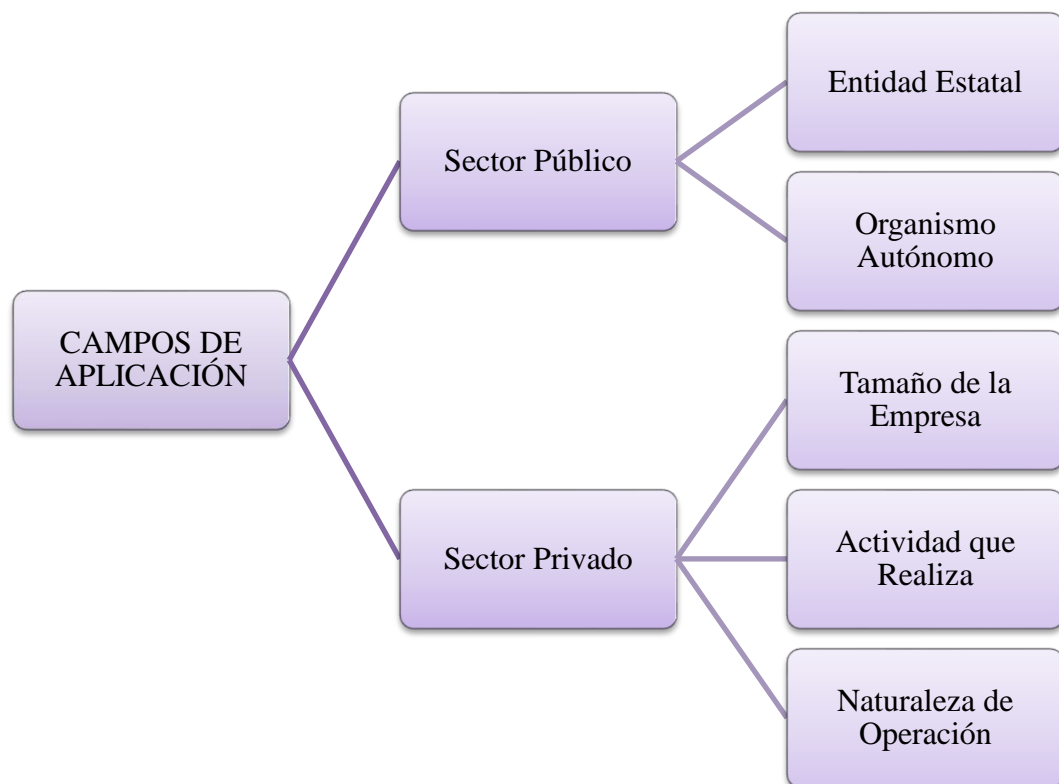 CAMPOS DE
APLICACIÓN
Sector Público
Entidad Estatal
Organismo
Autónomo
Sector Privado
Tamaño de la
Empresa
Actividad que
Realiza
Naturaleza de
Operación